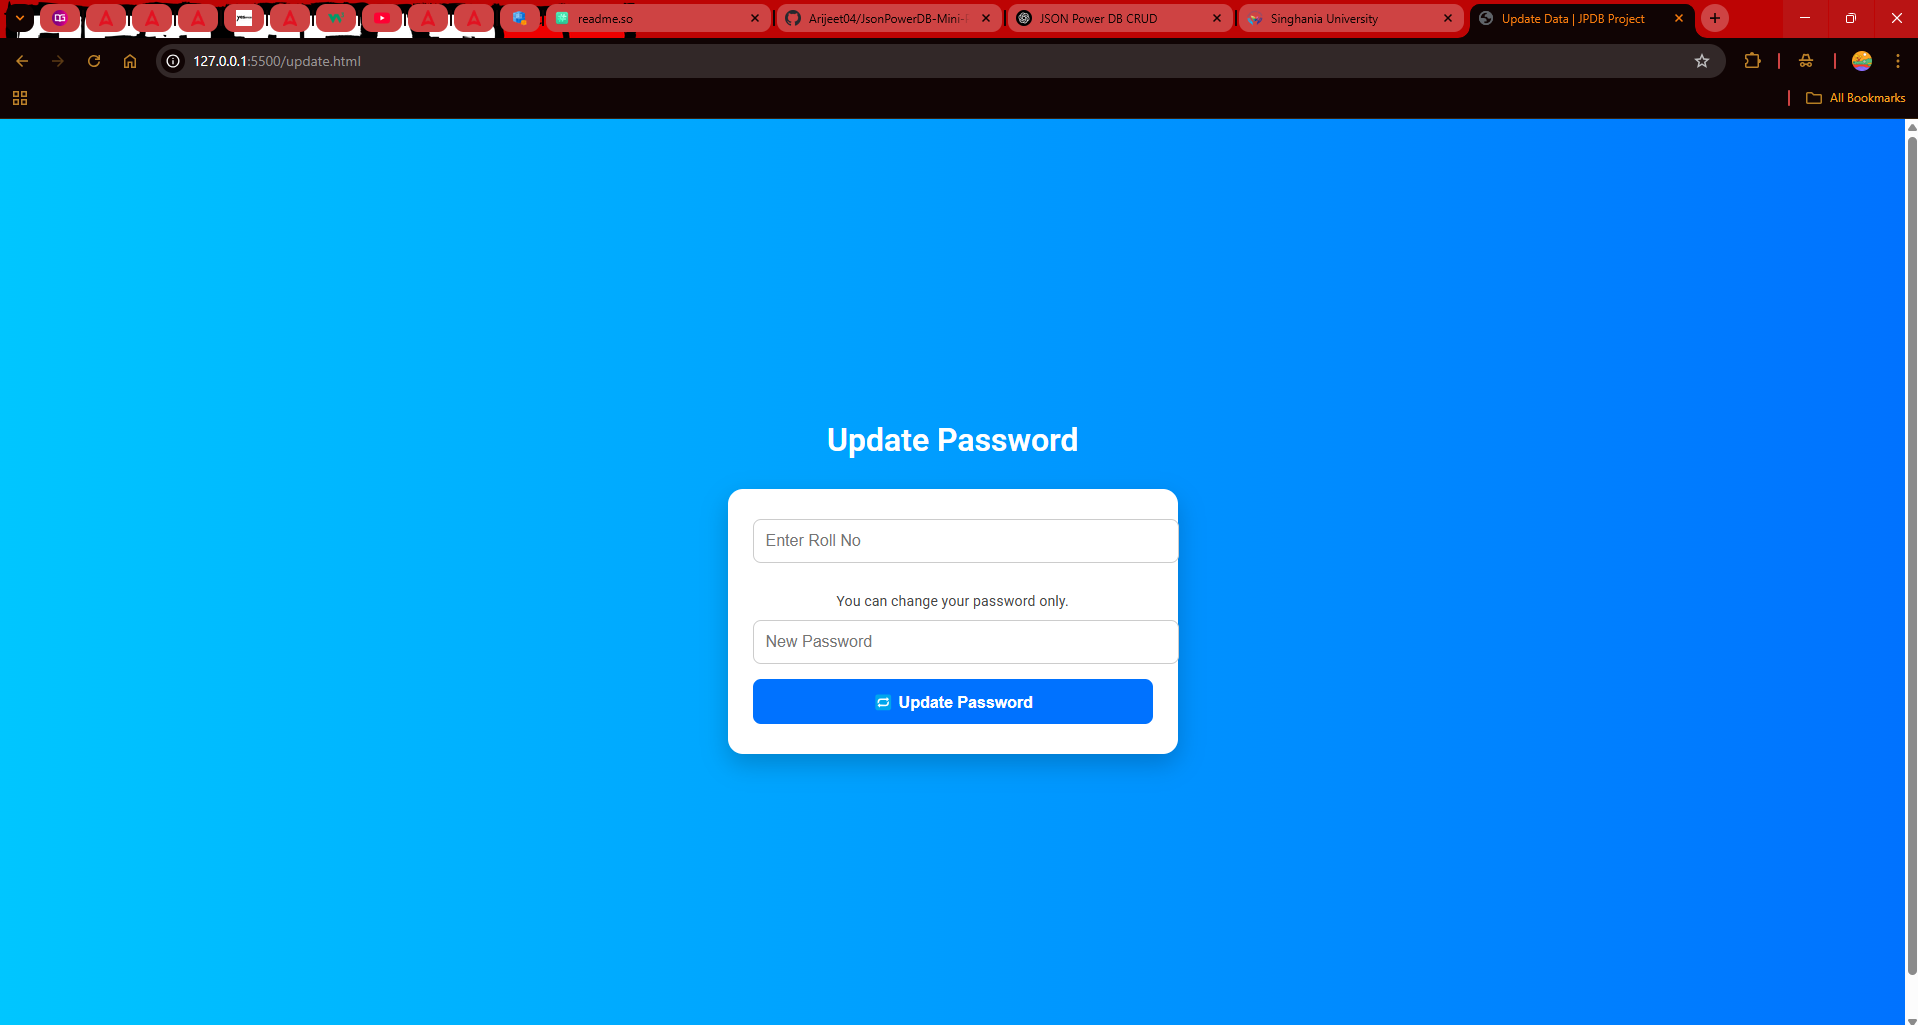 readme.so
Arijeet04/JsonPowerDB-Mini-
JSON Power DB CRUD
Singhania University
Update Data | JPDB Project
127.0.0.1:5500/update.html
All Bookmarks
Update Password
Enter Roll No
You can change your password only.
New Password
Update Password